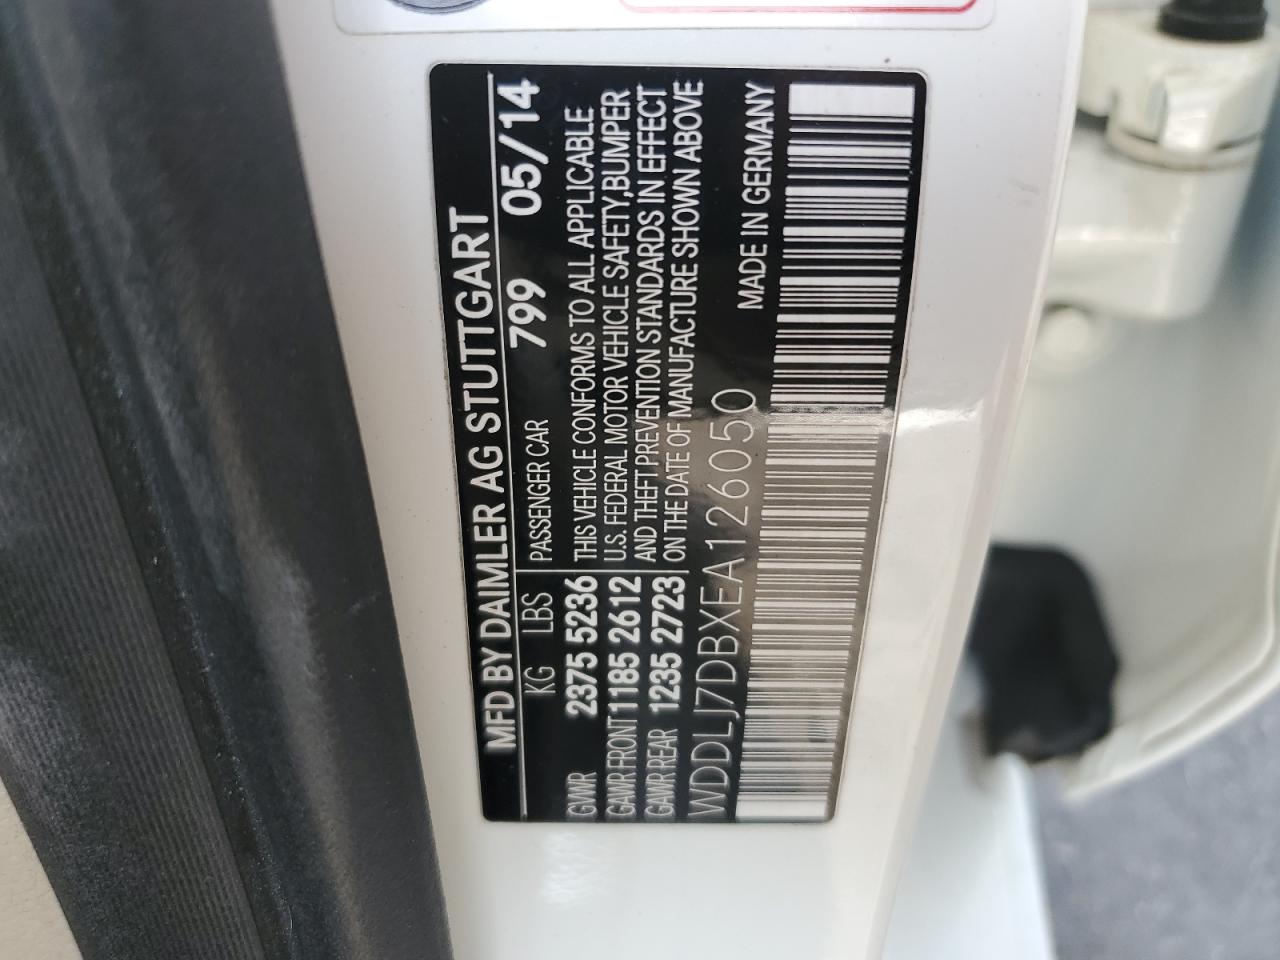 MFD BY DAIMLER AG STUTTGART
KG LBS PASSENGER CAR 799 05/14
GVWR 2375 5236 THIS VEHICLE CONFORMS TO ALL APPLICABLE
GAWR FRONT 1185 2612 U.S. FEDERAL MOTOR VEHICLE SAFETY,BUMPER
GAWR REAR 1235 2723 AND THEFT PREVENTION STANDARDS IN EFFECT
ON THE DATE OF MANUFACTURE SHOWN ABOVE
WDDLJ7DBXEA126050 MADE IN GERMANY